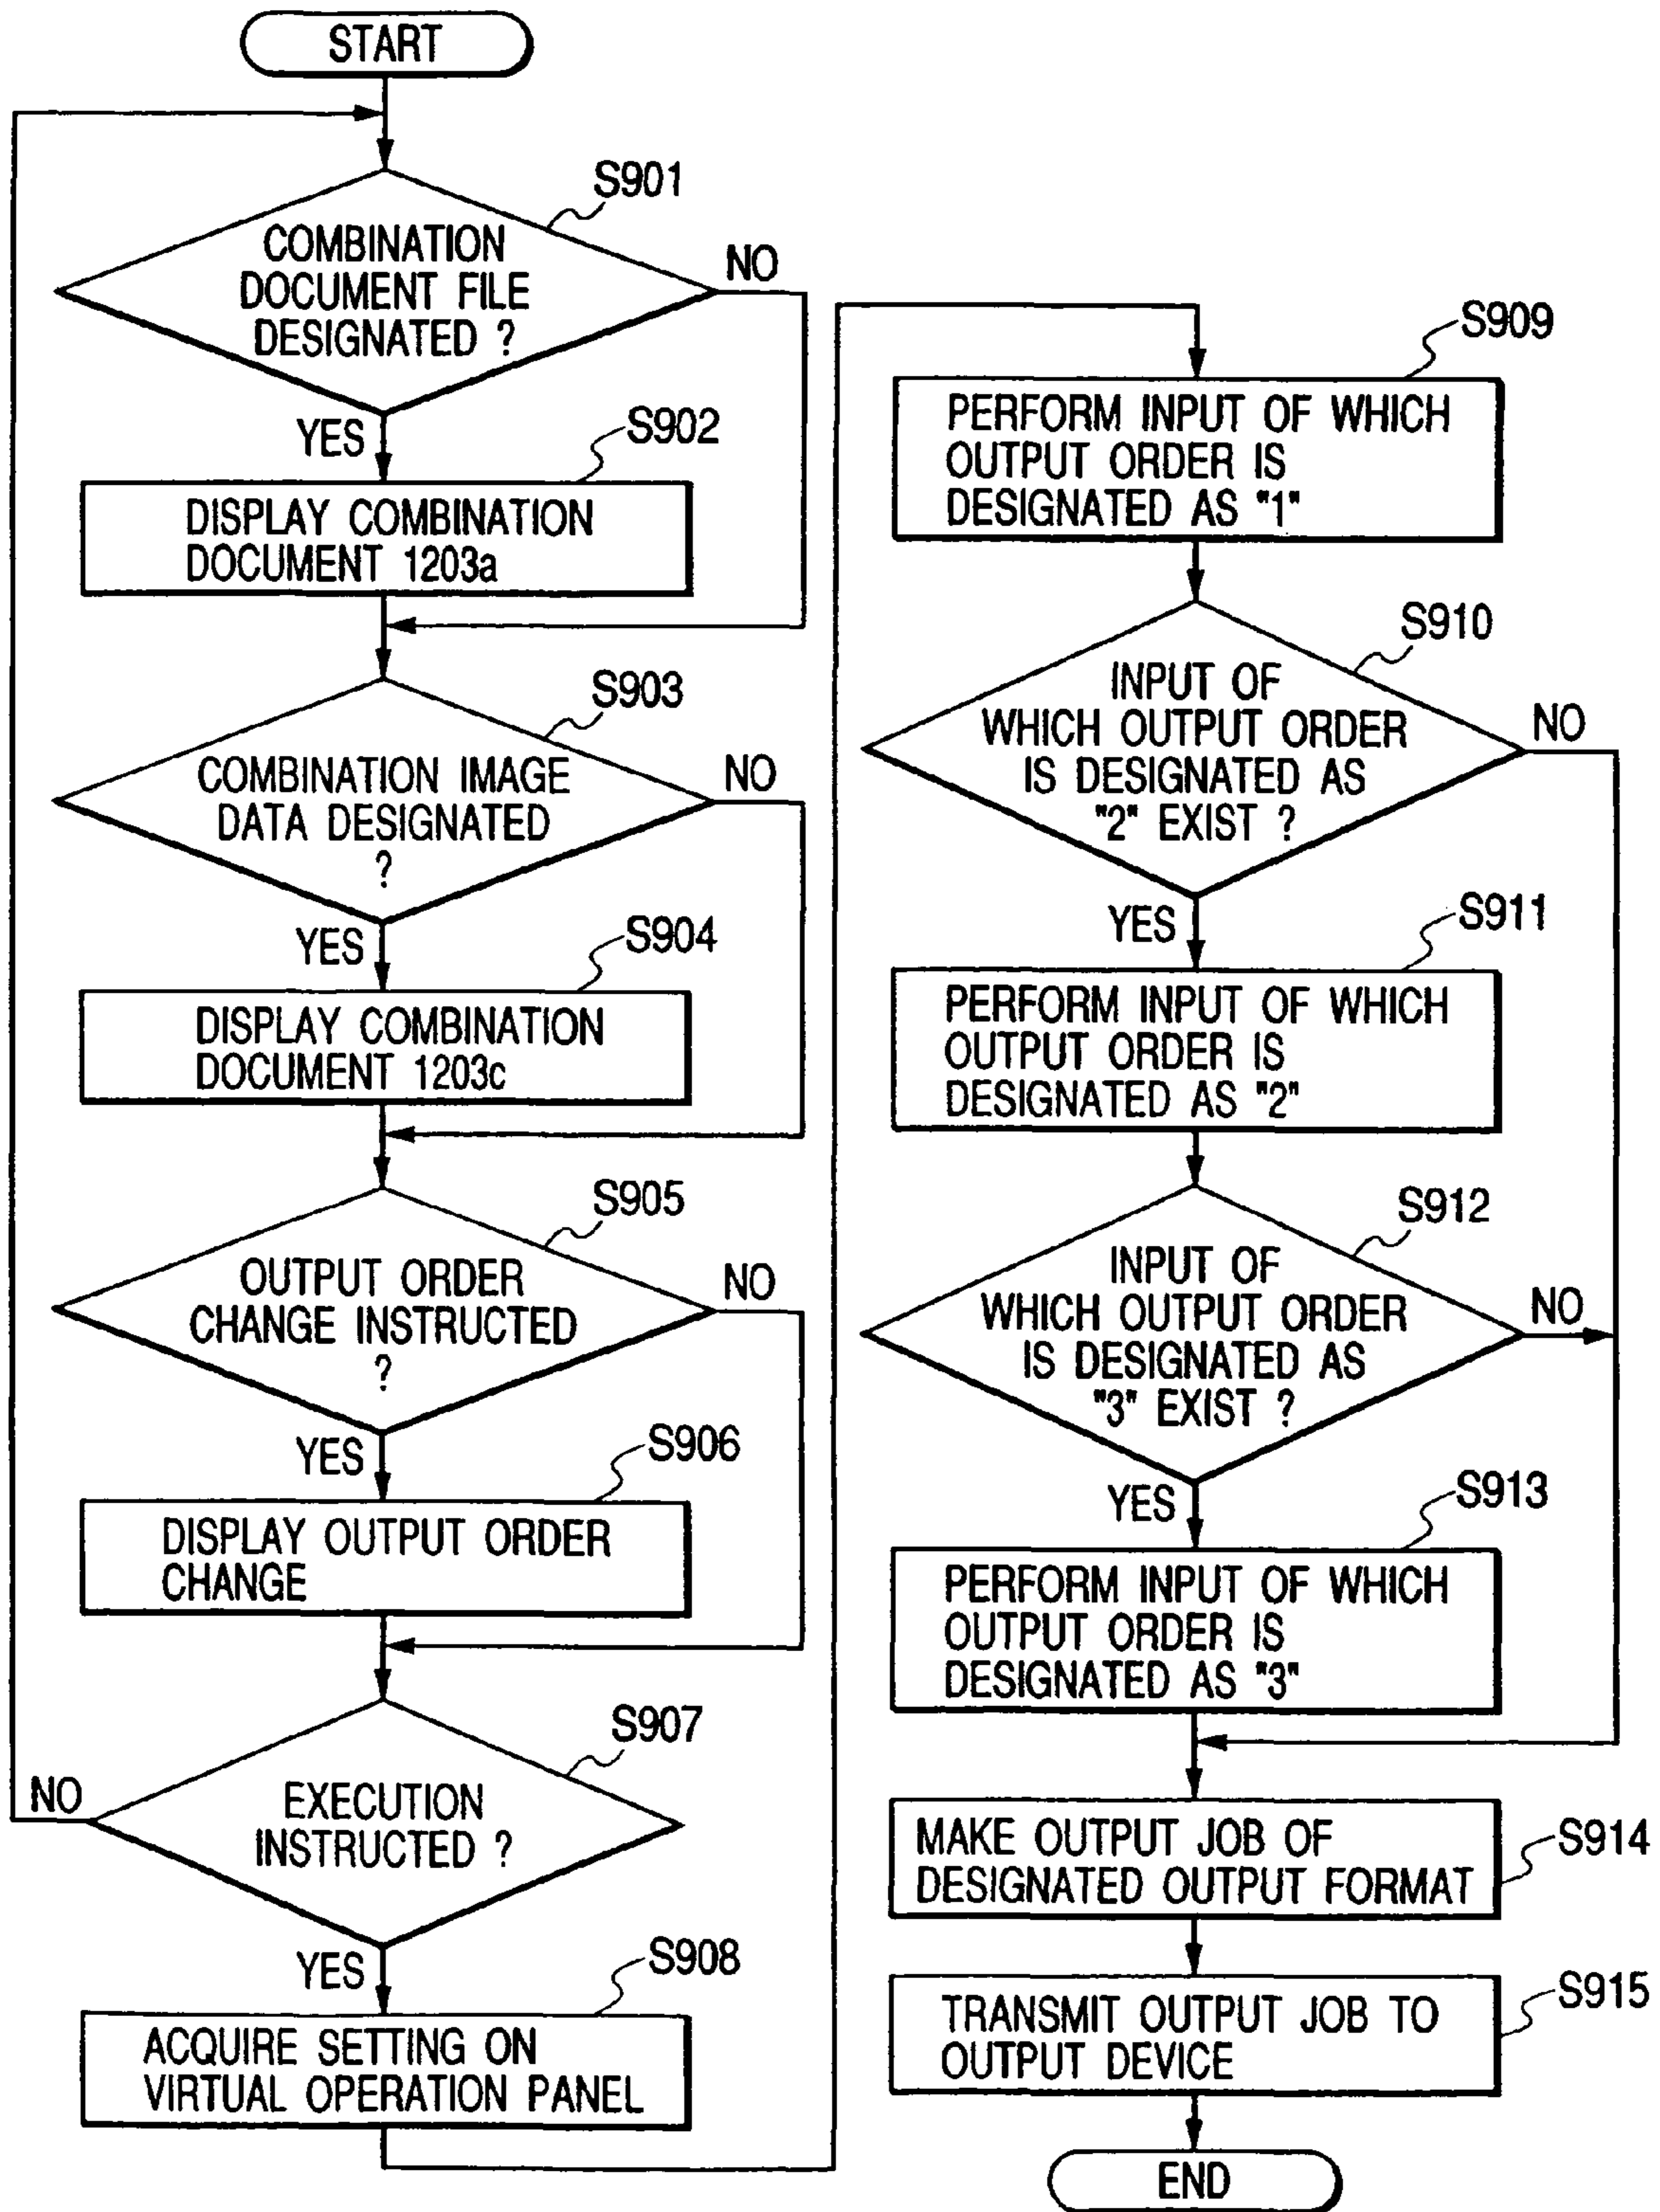 START
S901
COMBINATION
DOCUMENT FILE
DESIGNATED ?
NO
YES
S902
DISPLAY COMBINATION
DOCUMENT 1203a
S903
COMBINATION IMAGE
DATA DESIGNATED
?
NO
YES
S904
DISPLAY COMBINATION
DOCUMENT 1203c
S905
OUTPUT ORDER
CHANGE INSTRUCTED
?
NO
YES
S906
DISPLAY OUTPUT ORDER
CHANGE
S907
EXECUTION
INSTRUCTED ?
NO
YES
S908
ACQUIRE SETTING ON
VIRTUAL OPERATION PANEL
S909
PERFORM INPUT OF WHICH
OUTPUT ORDER IS
DESIGNATED AS "1"
S910
INPUT OF
WHICH OUTPUT ORDER
IS DESIGNATED AS
"2" EXIST ?
NO
YES
S911
PERFORM INPUT OF WHICH
OUTPUT ORDER IS
DESIGNATED AS "2"
S912
INPUT OF
WHICH OUTPUT ORDER
IS DESIGNATED AS
"3" EXIST ?
NO
YES
S913
PERFORM INPUT OF WHICH
OUTPUT ORDER IS
DESIGNATED AS "3"
MAKE OUTPUT JOB OF
DESIGNATED OUTPUT FORMAT
S914
TRANSMIT OUTPUT JOB TO
OUTPUT DEVICE
S915
END